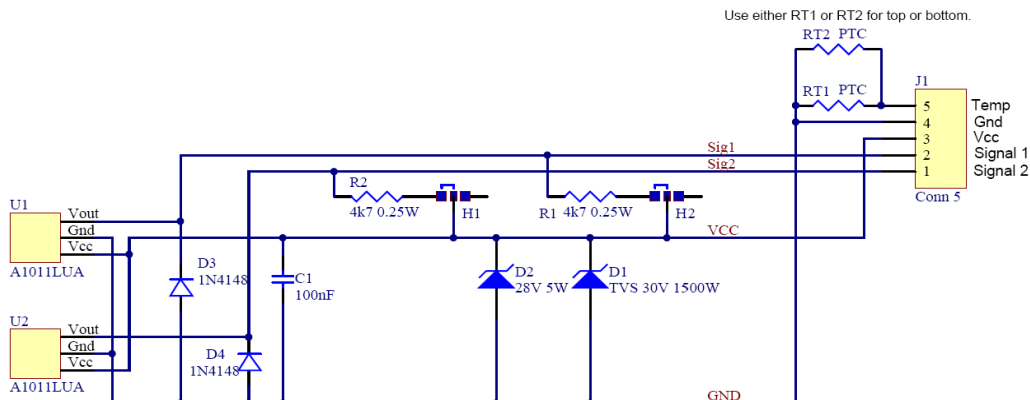 Use either RT1 or RT2 for top or bottom.
RT2 PTC
J1
RT1 PTC
5 Temp
4 Gnd
3 Vcc
Sig1
2 Signal 1
Sig2
1 Signal 2
R2
4k7 0.25W
H1
R1
4k7 0.25W
H2
Conn 5
U1
Vout
Gnd
Vcc
A1011LUA
VCC
D3
1N4148
C1
100nF
D2
28V 5W
D1
TVS 30V 1500W
U2
Vout
Gnd
Vcc
A1011LUA
D4
1N4148
GND